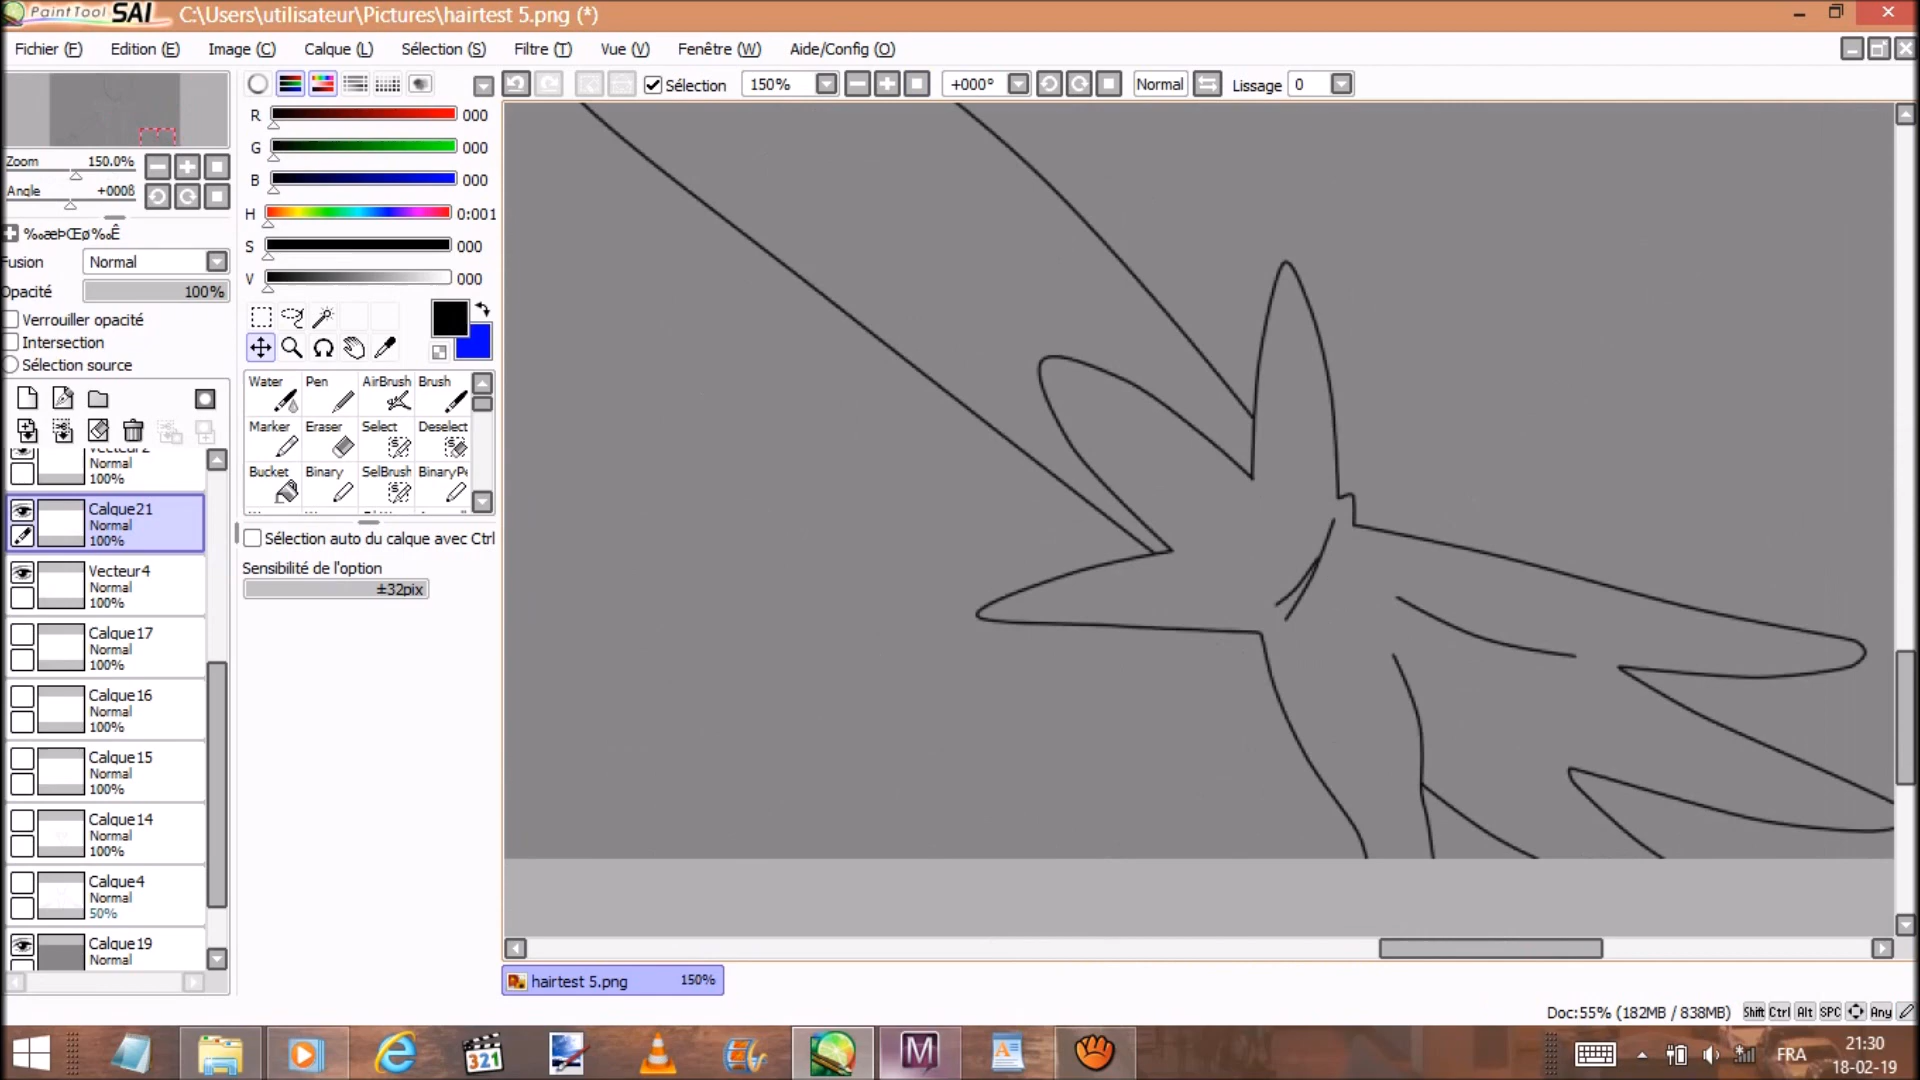 PaintTool SAI C:\Users\utilisateur\Pictures\hairtest 5.png (*)
Fichier (F) Edition (E) Image (C) Calque (L) Sélection (S) Filtre (T) Vue (V) Fenêtre (W) Aide/Config (O)
Sélection 150% +000° Normal Lissage 0
R 000
G 000
B 000
H 0:001
S 000
V 000
Zoom 150.0%
Angle +000ß
‰æÞŒø‰Ê
Fusion Normal
Opacité 100%
Verrouiller opacité
Intersection
Sélection source
Water Pen AirBrush Brush
Marker Eraser Select Deselect
Bucket Binary SelBrush BinaryPe
Sélection auto du calque avec Ctrl
Sensibilité de l'option
±32pix
Vecteur2
Normal
100%
Calque21
Normal
100%
Vecteur4
Normal
100%
Calque17
Normal
100%
Calque16
Normal
100%
Calque15
Normal
100%
Calque14
Normal
100%
Calque4
Normal
50%
Calque19
Normal
hairtest 5.png 150%
Doc:55% (182MB / 838MB) Shift Ctrl Alt SPC Any
321
M
A
FRA
21:30
18-02-19